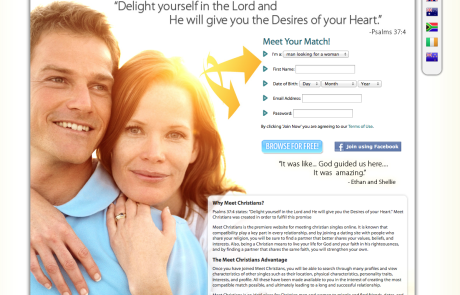 “Delight yourself in the Lord and
He will give you the Desires of your Heart.”
-Psalms 37:4
Meet Your Match!
I'm a man looking for a woman
First Name:
Date of Birth: Day Month Year
Email Address:
Password:
By clicking 'Join Now' you are agreeing to our Terms of Use.
BROWSE FOR FREE!
f Join using Facebook
"It was like... God guided us here....
It was amazing."
- Ethan and Shellie
Why Meet Christians?
Psalms 37:4 states: "Delight yourself in the Lord and He will give you the Desires of your Heart." Meet
Christians was created in order to fulfill this promise
Meet Christians is the premiere website for meeting christian singles online. It is known that
compatibility play a key part in every relationship, and by joining a dating site with people who
share your religion, you will be sure to find a partner that better shares your values, beliefs, and
interests. Also, being a Christian means to live your life for God and your faith in his righteousness,
and by finding a partner that shares the same faith, you will strengthen your own.
The Meet Christians Advantage
Once you have joined Meet Christians, you will be able to search through many profiles and view
characteristics of other singles such as their location, physical characteristics, personality traits,
interests, and profile. All these have been made available to you in the interest of creating the most
compatible match possible, and ultimately leading to a long and successful relationship.